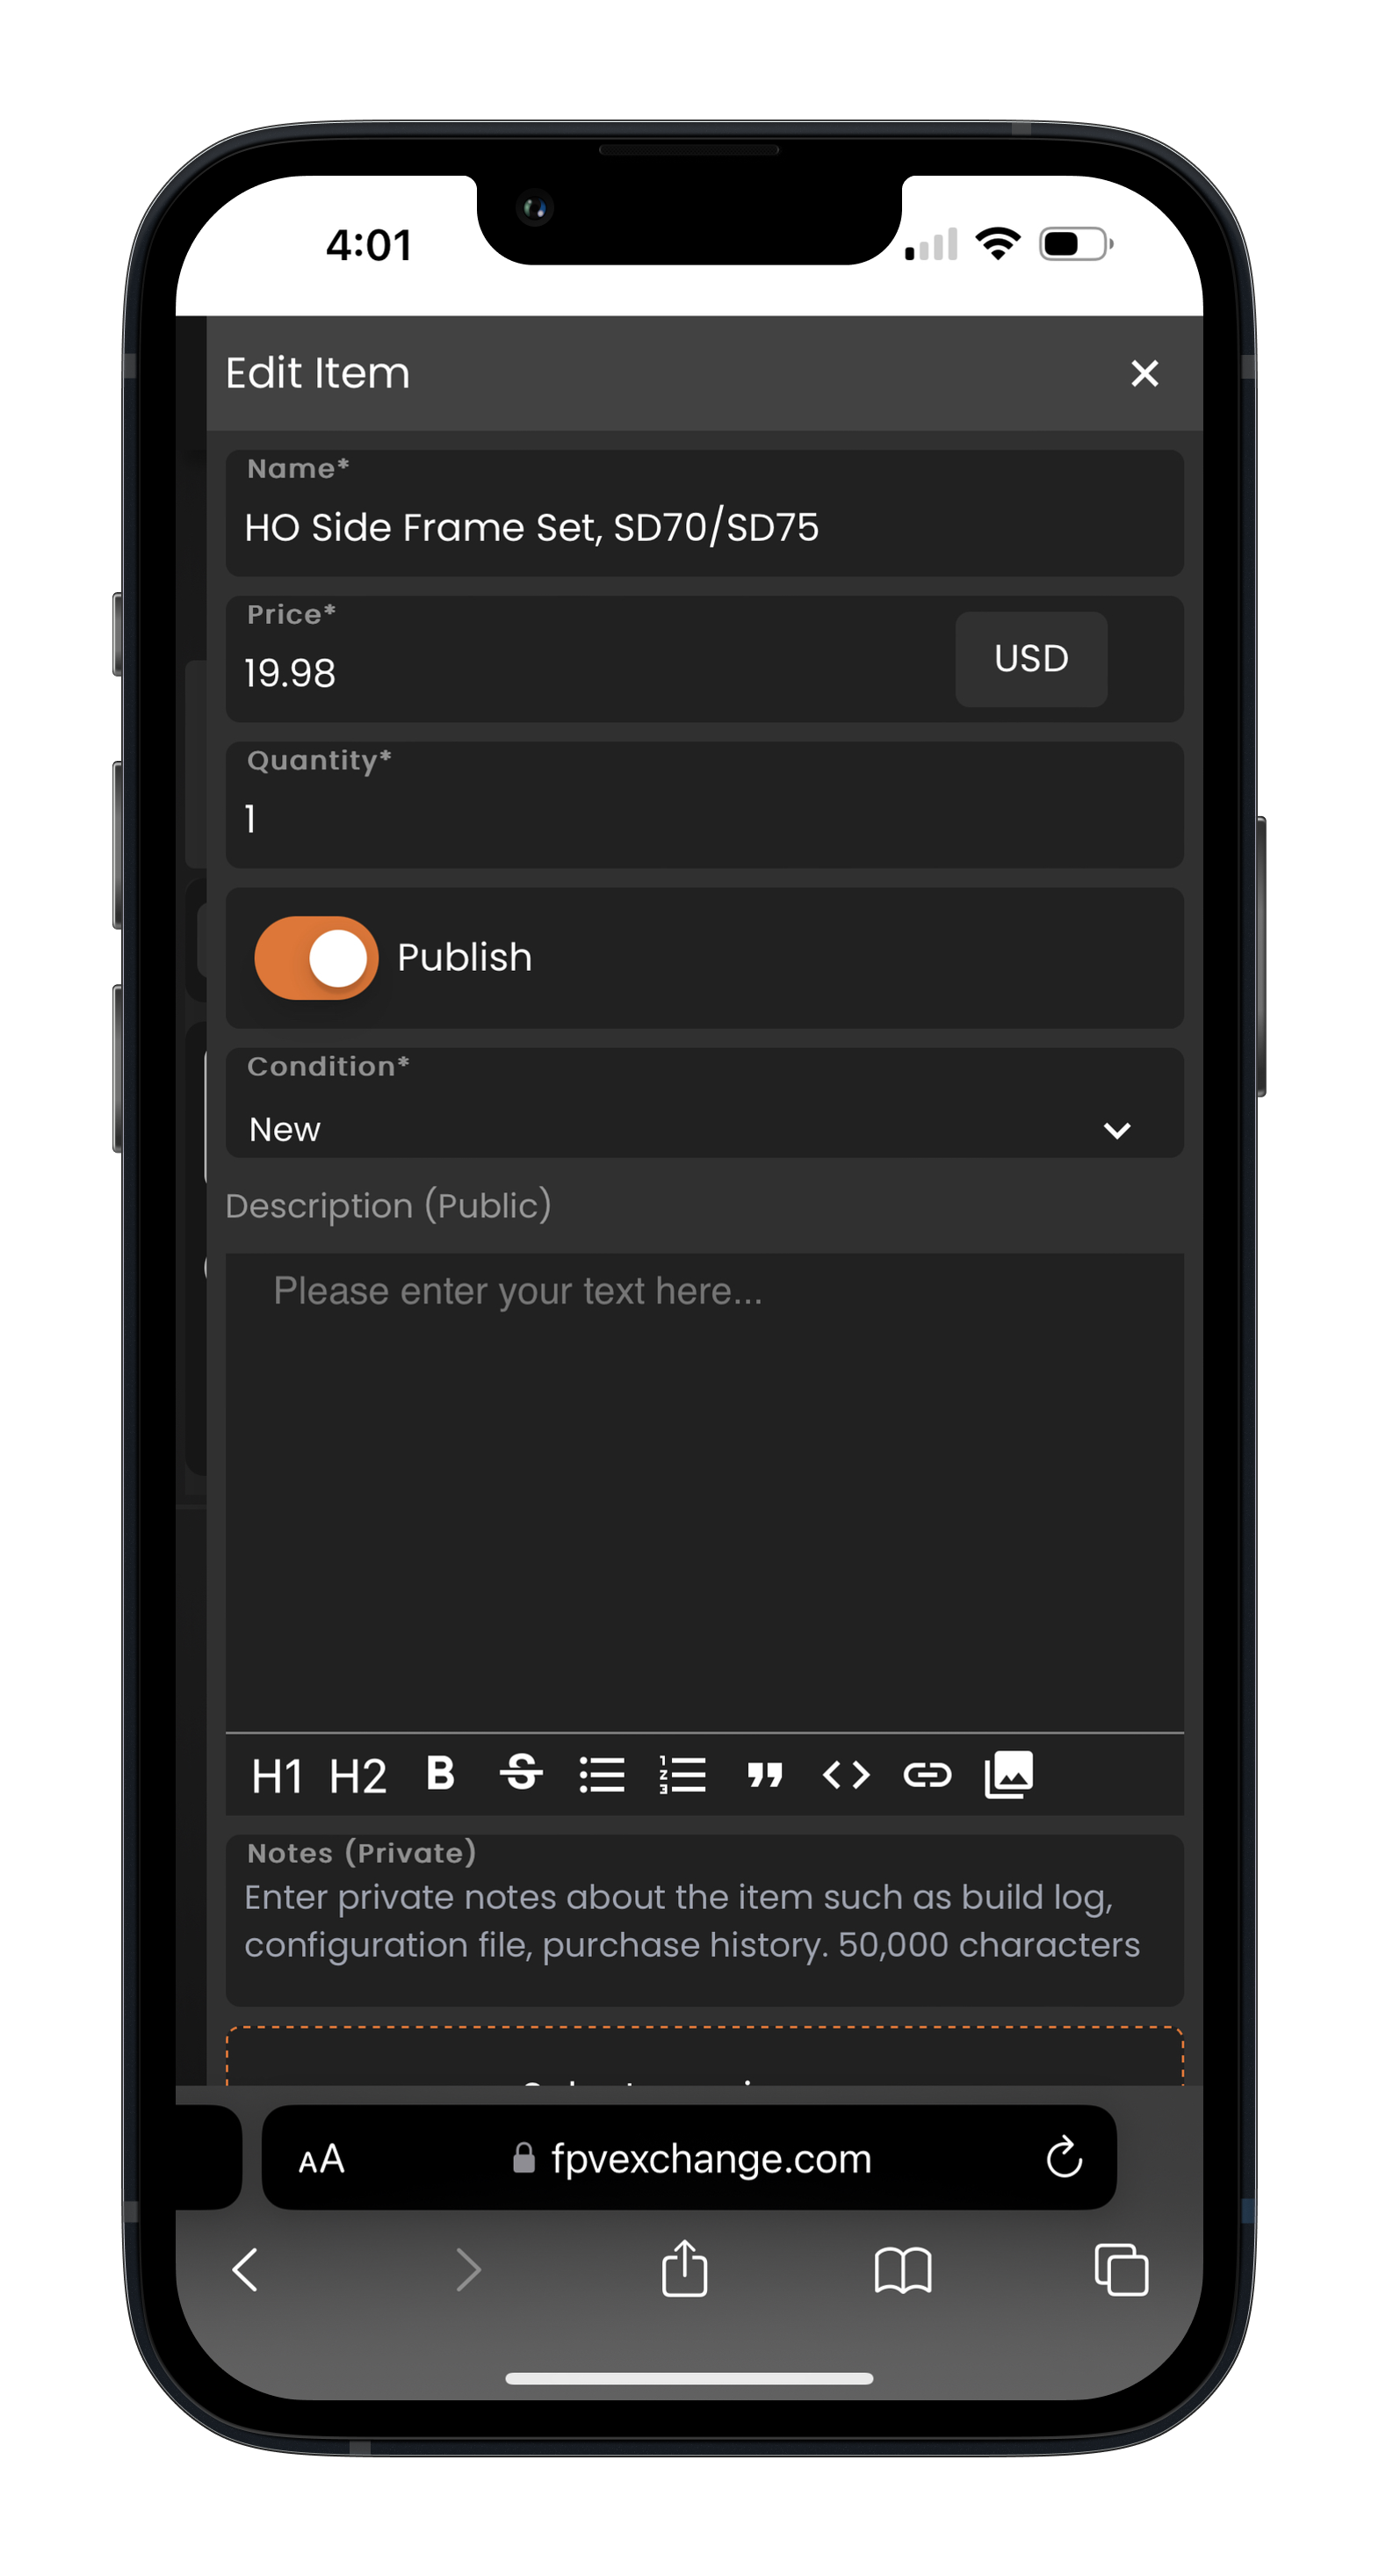 4:01
Edit Item
Name*
HO Side Frame Set, SD70/SD75
Price*
19.98
USD
Quantity*
1
Publish
Condition*
New
Description (Public)
Please enter your text here...
H1 H2 B S
Notes (Private)
Enter private notes about the item such as build log,
configuration file, purchase history. 50,000 characters
AA fpvexchange.com